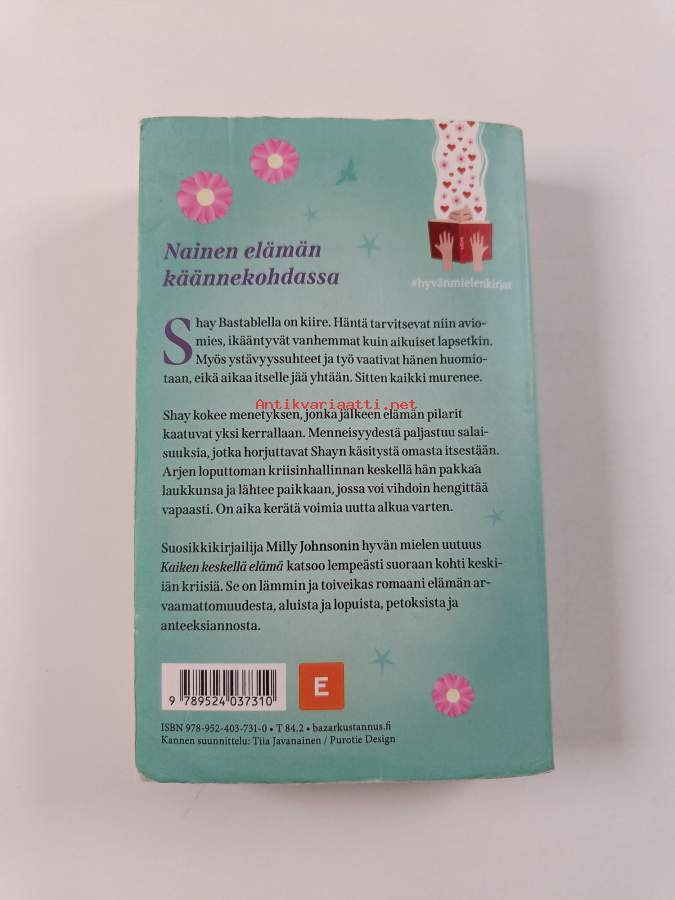 Nainen elämän
käännekohdassa
#hyvänmielenkirjat
Shay Bastablella on kiire. Häntä tarvitsevat niin avio-
mies, ikääntyvät vanhemmat kuin aikuiset lapsetkin.
Myös ystävyyssuhteet ja työ vaativat hänen huomio-
taan, eikä aikaa itselle jää yhtään. Sitten kaikki murenee.
Antikvariaatti.net
Shay kokee menetyksen, jonka jälkeen elämän pilarit
kaatuvat yksi kerrallaan. Menneisyydestä paljastuu salai-
suuksia, jotka horjuttavat Shayn käsitystä omasta itsestään.
Arjen loputtoman kriisinhallinnan keskellä hän pakkaa
laukkunsa ja lähtee paikkaan, jossa voi vihdoin hengittää
vapaasti. On aika kerätä voimia uutta alkua varten.
Suosikkikirjailija Milly Johnsonin hyvän mielen uutuus
Kaiken keskellä elämä katsoo lempeästi suoraan kohti keski-
iän kriisiä. Se on lämmin ja toiveikas romaani elämän ar-
vaamattomuudesta, aluista ja lopuista, petoksista ja
anteeksiannosta.
E
9 789524 037310
ISBN 978-952-403-731-0 • T 84.2 • bazarkustannus.fi
Kannen suunnittelu: Tiia Javanainen / Purotie Design